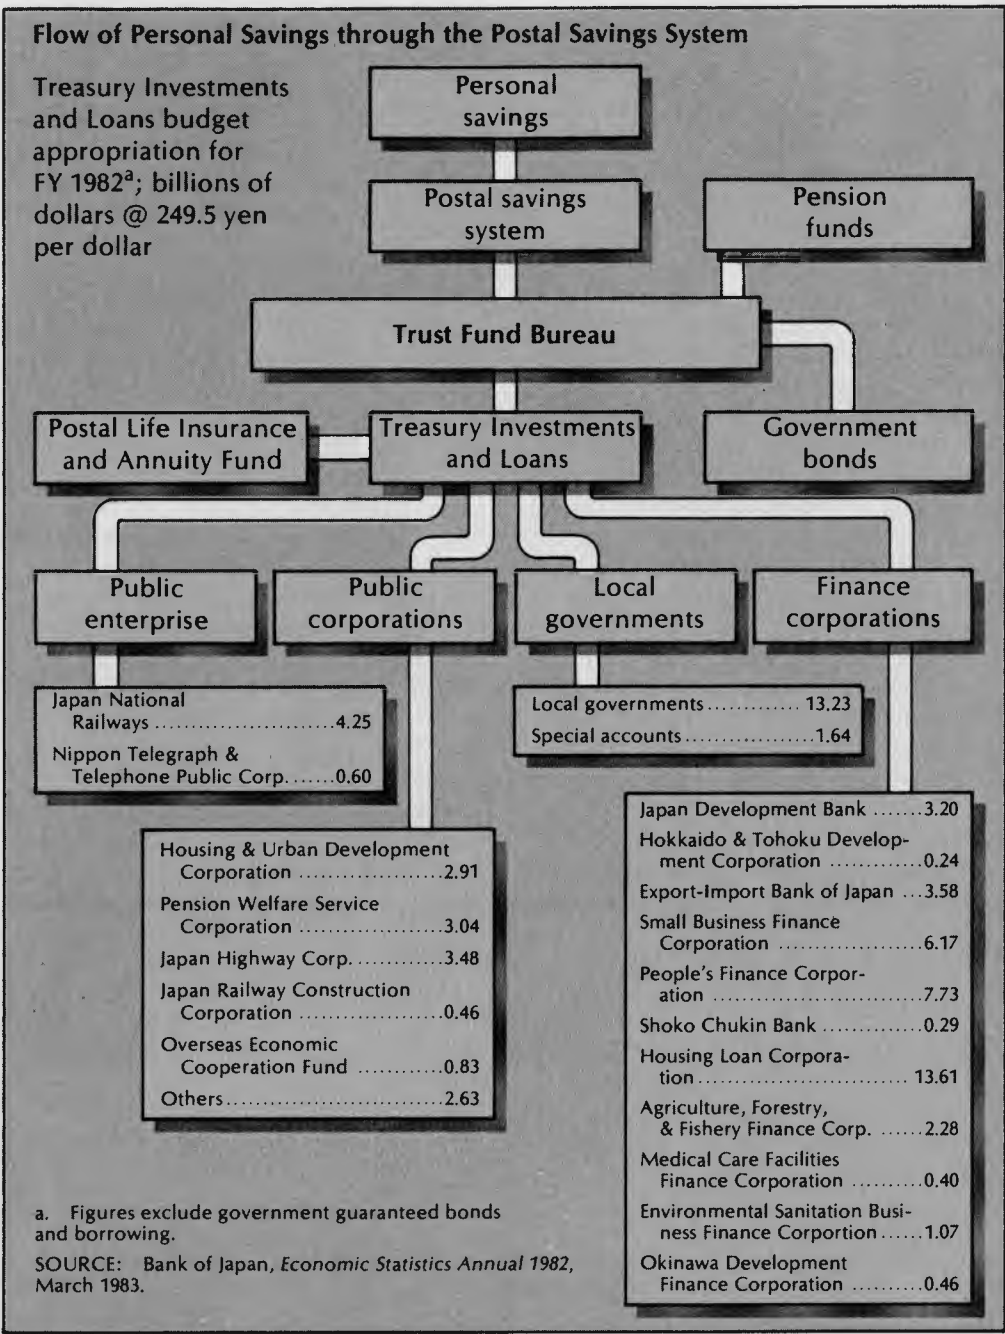 Flow of Personal Savings through the Postal Savings System
Treasury Investments
and Loans budget
appropriation for
FY 1982a; billions of
dollars @ 249.5 yen
per dollar
Personal
savings
Postal savings
system
Pension
funds
Trust Fund Bureau
Postal Life Insurance
and Annuity Fund
Treasury Investments
and Loans
Government
bonds
Public
enterprise
Public
corporations
Local
governments
Finance
corporations
Japan National
Railways ........................4.25
Nippon Telegraph &
Telephone Public Corp.......0.60
Local governments............. 13.23
Special accounts..................1.64
Housing & Urban Development
Corporation ....................2.91
Pension Welfare Service
Corporation ....................3.04
Japan Highway Corp.............3.48
Japan Railway Construction
Corporation ....................0.46
Overseas Economic
Cooperation Fund ............0.83
Others..............................2.63
Japan Development Bank .......3.20
Hokkaido & Tohoku Develop-
ment Corporation .............0.24
Export-Import Bank of Japan ...3.58
Small Business Finance
Corporation ....................6.17
People's Finance Corpor-
ation .............................7.73
Shoko Chukin Bank ..............0.29
Housing Loan Corpora-
tion............................. 13.61
Agriculture, Forestry,
& Fishery Finance Corp. ......2.28
Medical Care Facilities
Finance Corporation ..........0.40
Environmental Sanitation Busi-
ness Finance Corportion ......1.07
Okinawa Development
Finance Corporation ..........0.46
a. Figures exclude government guaranteed bonds
and borrowing.
SOURCE: Bank of Japan, Economic Statistics Annual 1982,
March 1983.